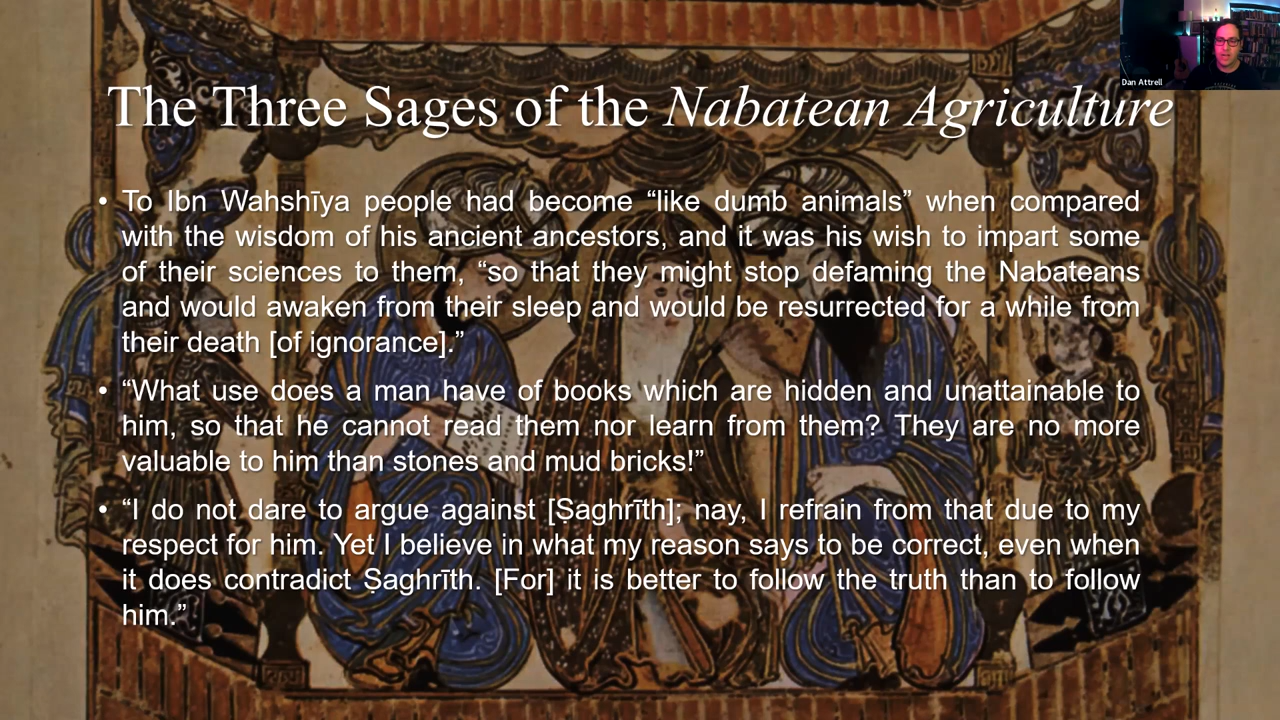 Dan Attrell
The Three Sages of the Nabatean Agriculture
• To Ibn Wahshīya people had become “like dumb animals” when compared
with the wisdom of his ancient ancestors, and it was his wish to impart some
of their sciences to them, “so that they might stop defaming the Nabateans
and would awaken from their sleep and would be resurrected for a while from
their death [of ignorance].”
• “What use does a man have of books which are hidden and unattainable to
him, so that he cannot read them nor learn from them? They are no more
valuable to him than stones and mud bricks!”
• “I do not dare to argue against [Ṣaghrīth]; nay, I refrain from that due to my
respect for him. Yet I believe in what my reason says to be correct, even when
it does contradict Ṣaghrīth. [For] it is better to follow the truth than to follow
him.”